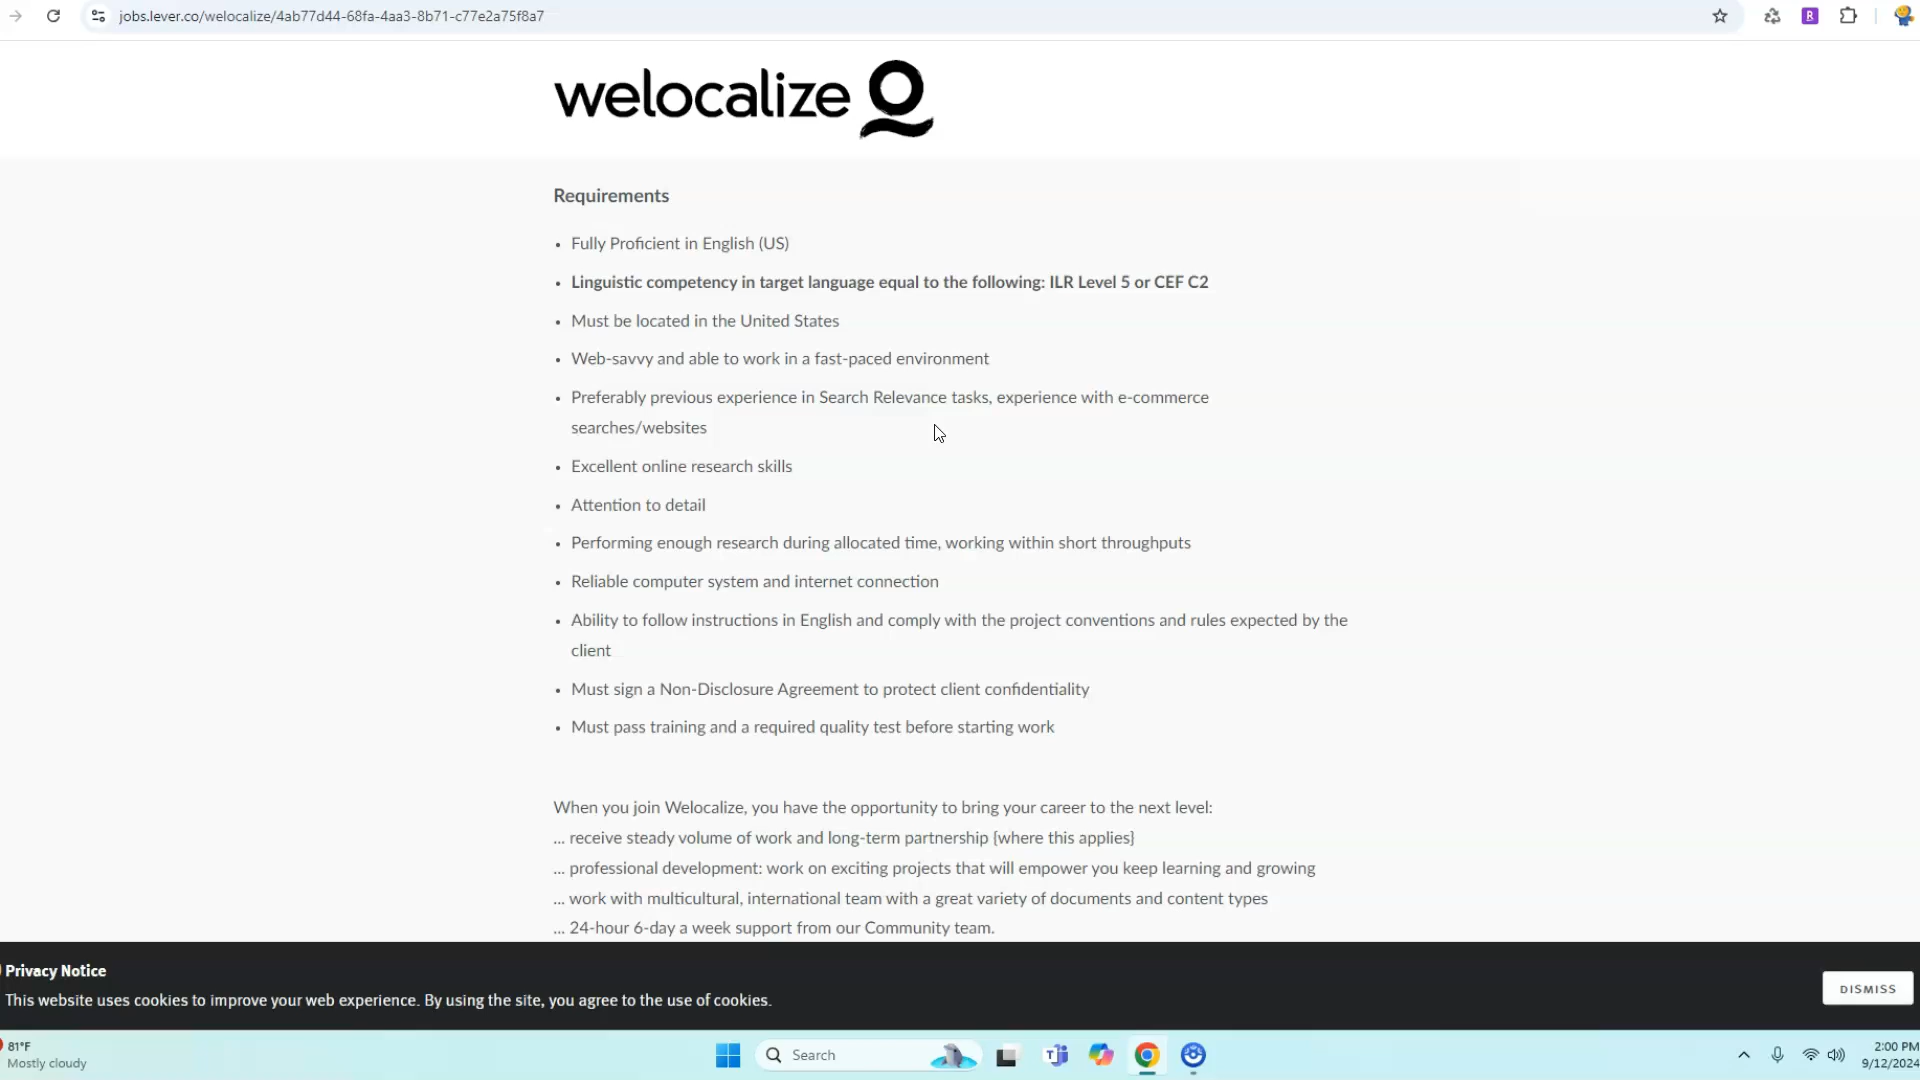 jobs.lever.co/welocalize/4ab77d44-68fa-4aa3-8b71-c77e2a75f8a7
R
welocalize
Requirements
• Fully Proficient in English (US)
• Linguistic competency in target language equal to the following: ILR Level 5 or CEF C2
• Must be located in the United States
• Web-savvy and able to work in a fast-paced environment
• Preferably previous experience in Search Relevance tasks, experience with e-commerce
searches/websites
• Excellent online research skills
• Attention to detail
• Performing enough research during allocated time, working within short throughputs
• Reliable computer system and internet connection
• Ability to follow instructions in English and comply with the project conventions and rules expected by the
client
• Must sign a Non-Disclosure Agreement to protect client confidentiality
• Must pass training and a required quality test before starting work
When you join Welocalize, you have the opportunity to bring your career to the next level:
... receive steady volume of work and long-term partnership [where this applies]
... professional development: work on exciting projects that will empower you keep learning and growing
... work with multicultural, international team with a great variety of documents and content types
... 24-hour 6-day a week support from our Community team.
Privacy Notice
This website uses cookies to improve your web experience. By using the site, you agree to the use of cookies.
DISMISS
81°F
Mostly cloudy
Search
2:00 PM
9/12/2024